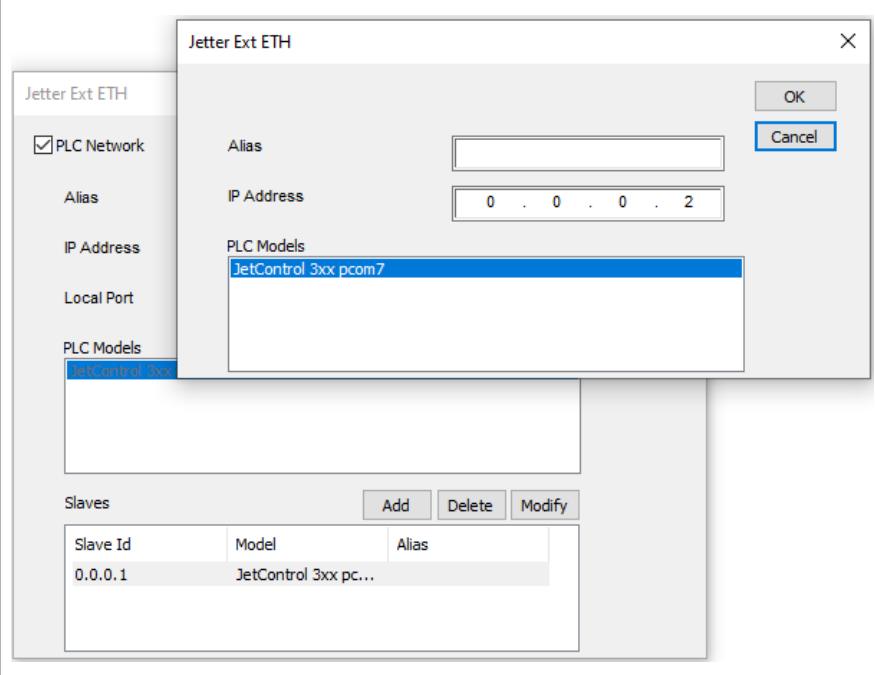 Jetter Ext ETH
OK
Cancel
Alias
IP Address
0 . 0 . 0 . 2
PLC Models
JetControl 3xx pcom7
Jetter Ext ETH
PLC Network
Alias
IP Address
Local Port
PLC Models
JetControl 3xx
Slaves
Add Delete Modify
Slave Id Model Alias
0.0.0.1 JetControl 3xx pc...